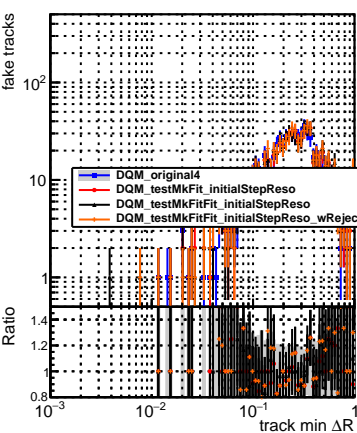 fake tracks
10²
10
1
DQM_original4
DQM_testMkFit_initialStepReso
DQM_testMkFitFit_initialStepReso
DQM_testMkFitFit_initialStepReso_wRejec
Ratio
1.4
1.2
1
0.8
10⁻³ 10⁻² 10⁻¹ 1
track min ΔR